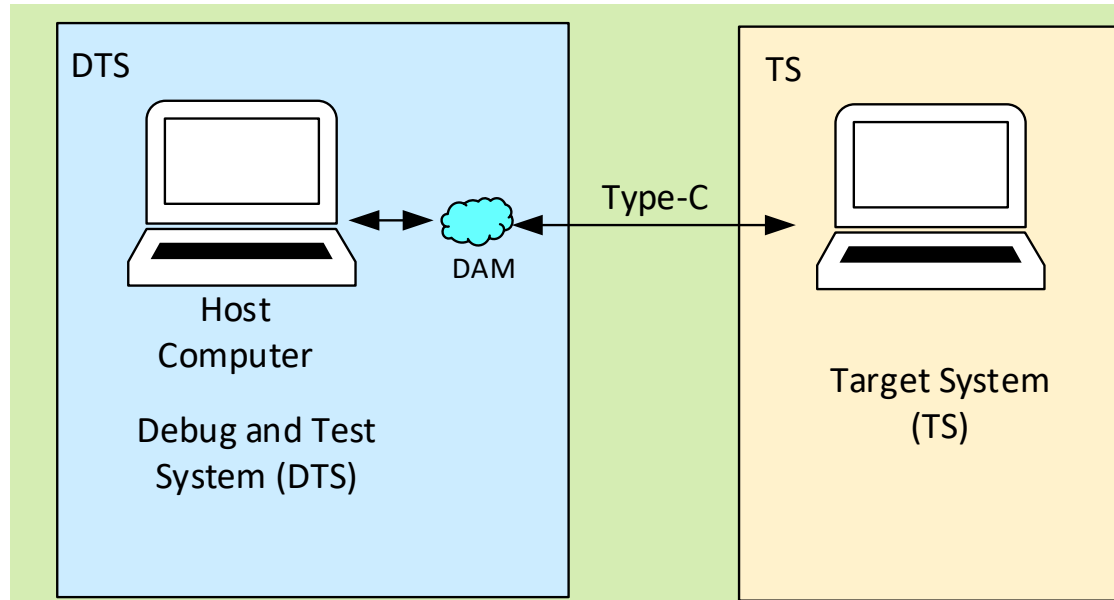 DTS
TS
Type-C
DAM
Host
Computer
Target System
(TS)
Debug and Test
System (DTS)